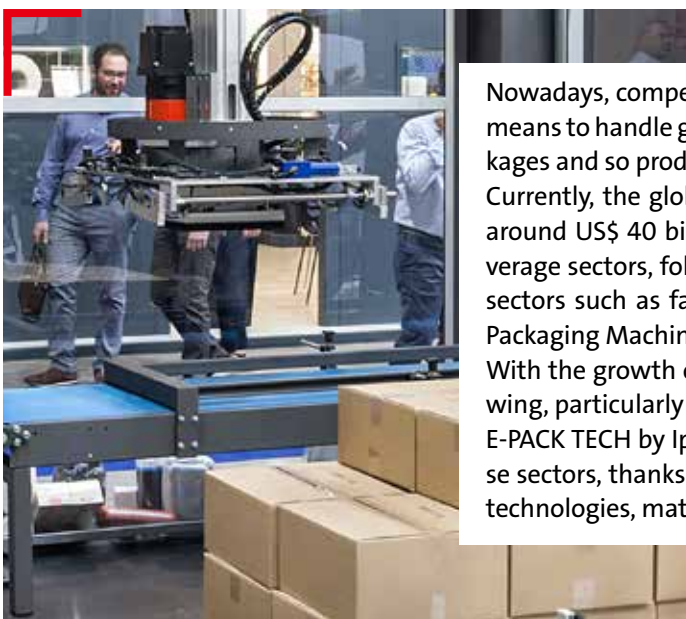 Nowadays, compe
means to handle g
kages and so prod
Currently, the glob
around US$ 40 bi
verage sectors, fol
sectors such as fa
Packaging Machin
With the growth
wing, particularly
E-PACK TECH by Ip
se sectors, thanks
technologies, mat